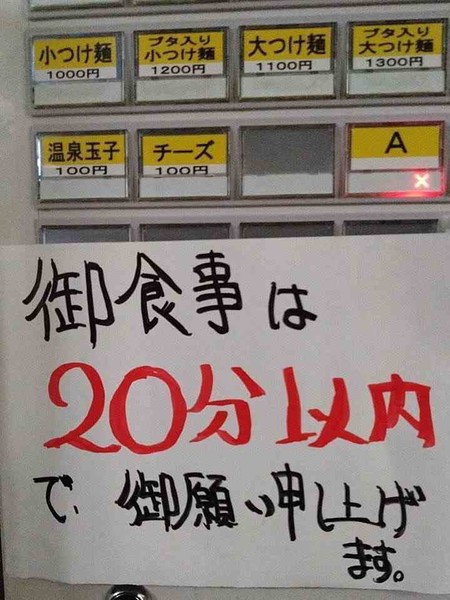 小つけ麺
1000円
ブタ入り
小つけ麺
1200円
大つけ麺
1100円
ブタ入り
大つけ麺
1300円
温泉玉子
100円
チーズ
100円
A
×
御食事は
20分以内
で御願い申し上げ
ます。